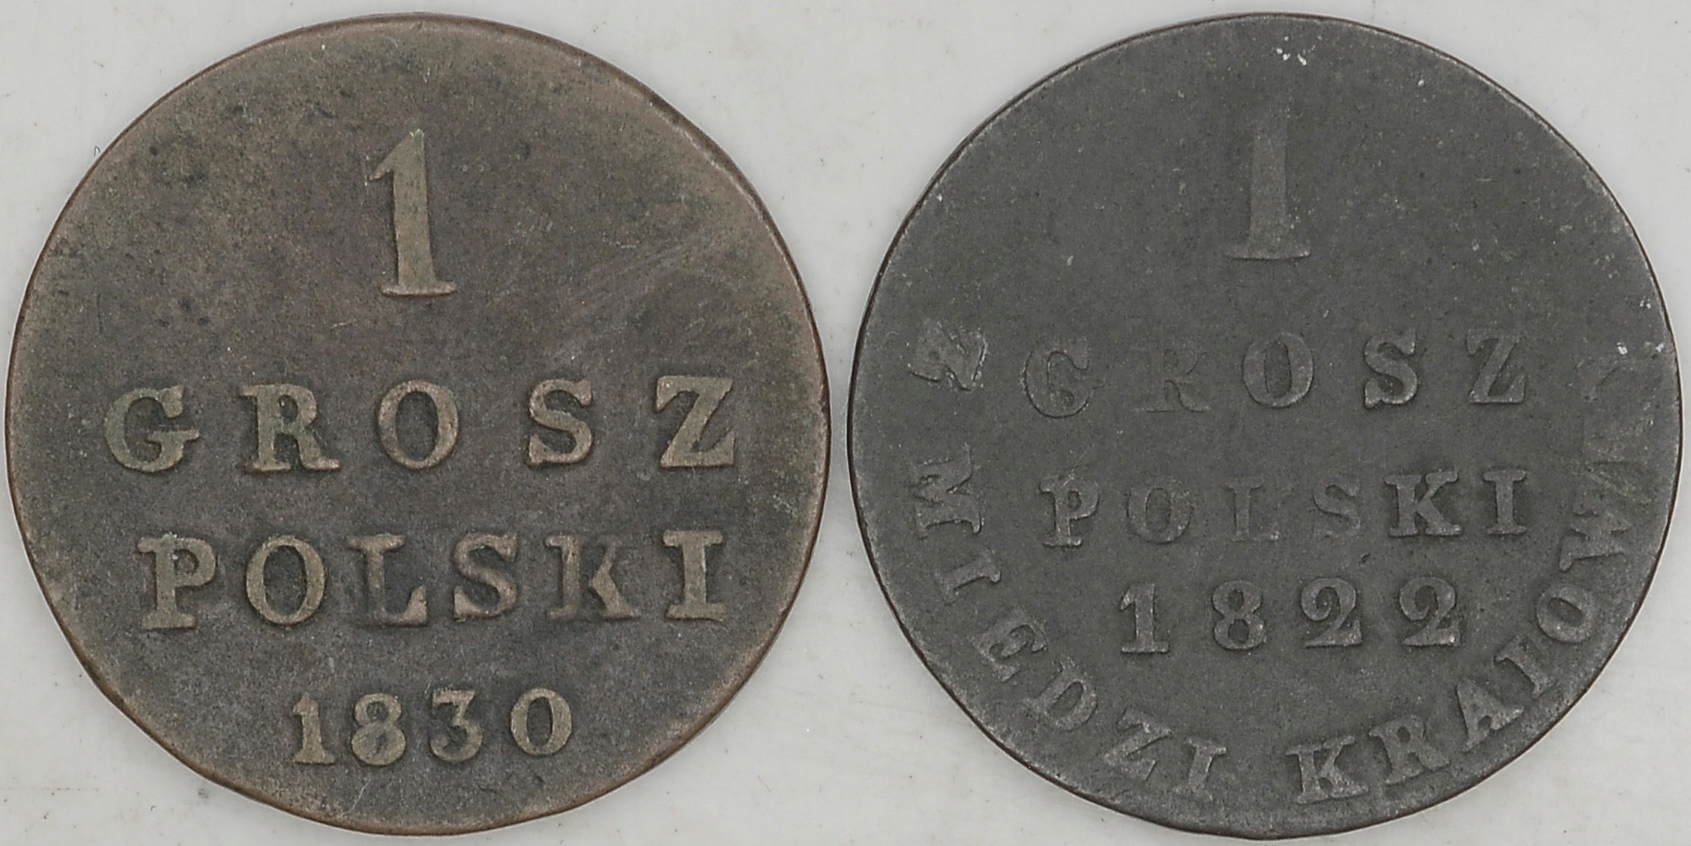 1
GROSZ
POLSKI
1830
1
GROSZ
POLSKI
1822
Z MIEDZI KRAIOWEY